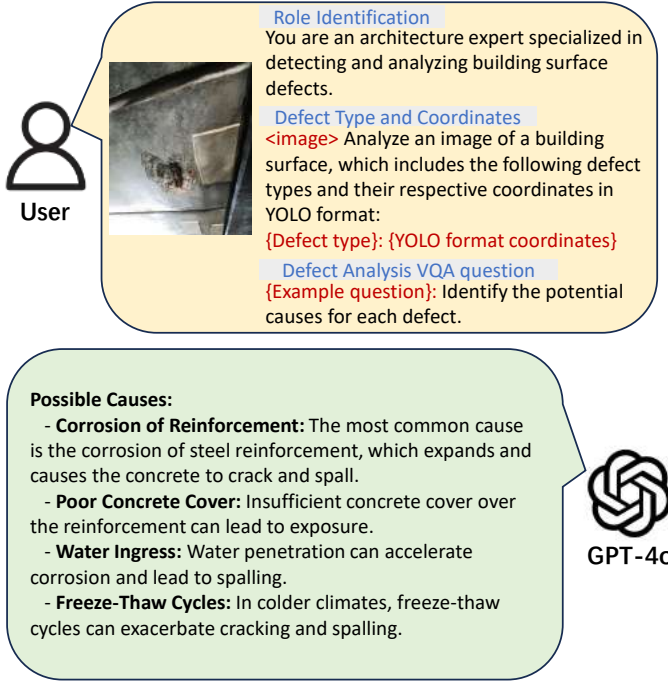 Role Identification
You are an architecture expert specialized in
detecting and analyzing building surface
defects.
Defect Type and Coordinates
<image> Analyze an image of a building
surface, which includes the following defect
types and their respective coordinates in
YOLO format:
{Defect type}: {YOLO format coordinates}
Defect Analysis VQA question
{Example question}: Identify the potential
causes for each defect.
User
Possible Causes:
- Corrosion of Reinforcement: The most common cause
is the corrosion of steel reinforcement, which expands and
causes the concrete to crack and spall.
- Poor Concrete Cover: Insufficient concrete cover over
the reinforcement can lead to exposure.
- Water Ingress: Water penetration can accelerate
corrosion and lead to spalling.
- Freeze-Thaw Cycles: In colder climates, freeze-thaw
cycles can exacerbate cracking and spalling.
GPT-4o